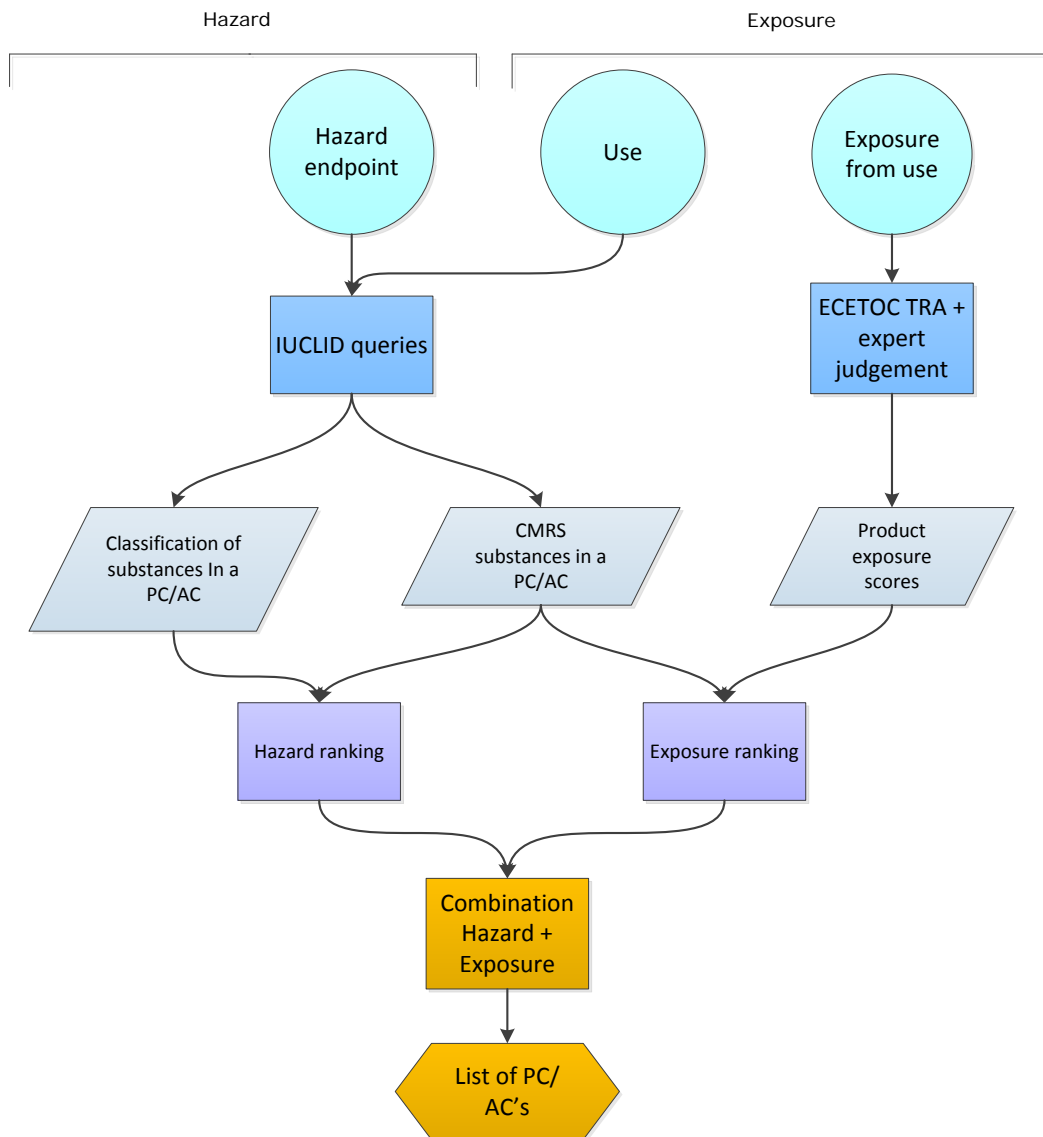 Hazard
Exposure
Hazard
endpoint
Use
Exposure
from use
IUCLID queries
ECETOC TRA +
expert
judgement
Classification of
substances In a
PC/AC
CMRS
substances in a
PC/AC
Product
exposure
scores
Hazard ranking
Exposure ranking
Combination
Hazard +
Exposure
List of PC/
AC’s